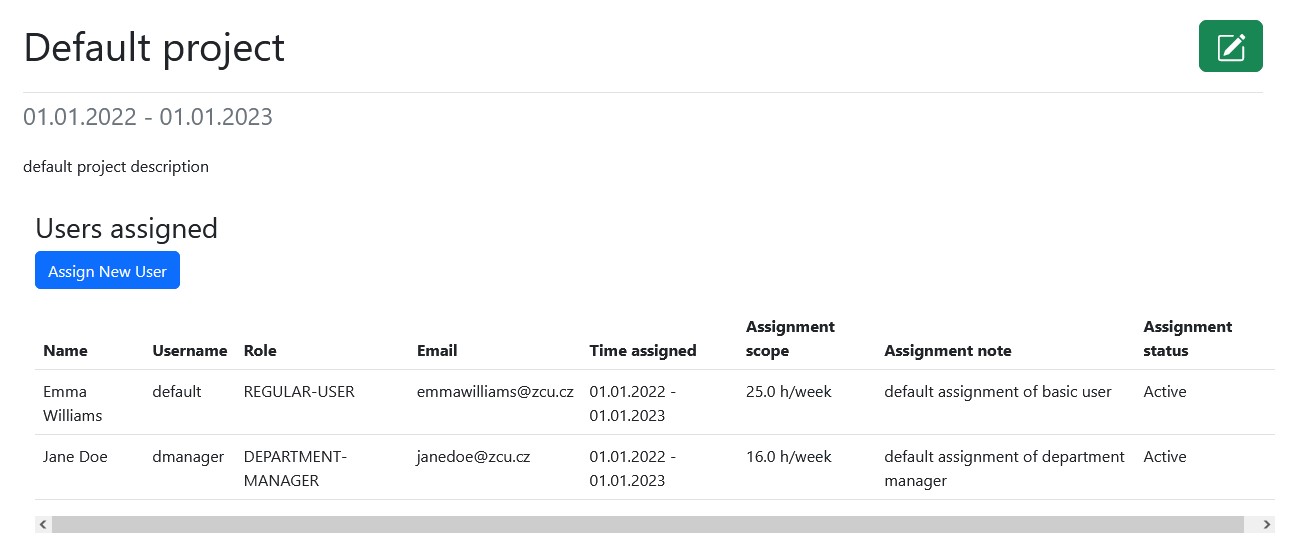 Default project
01.01.2022 - 01.01.2023
default project description
Users assigned
Assign New User
Name Username Role Email Time assigned Assignment scope Assignment note Assignment status
Emma Williams default REGULAR-USER emmawilliams@zcu.cz 01.01.2022 - 01.01.2023 25.0 h/week default assignment of basic user Active
Jane Doe dmanager DEPARTMENT-MANAGER janedoe@zcu.cz 01.01.2022 - 01.01.2023 16.0 h/week default assignment of department manager Active